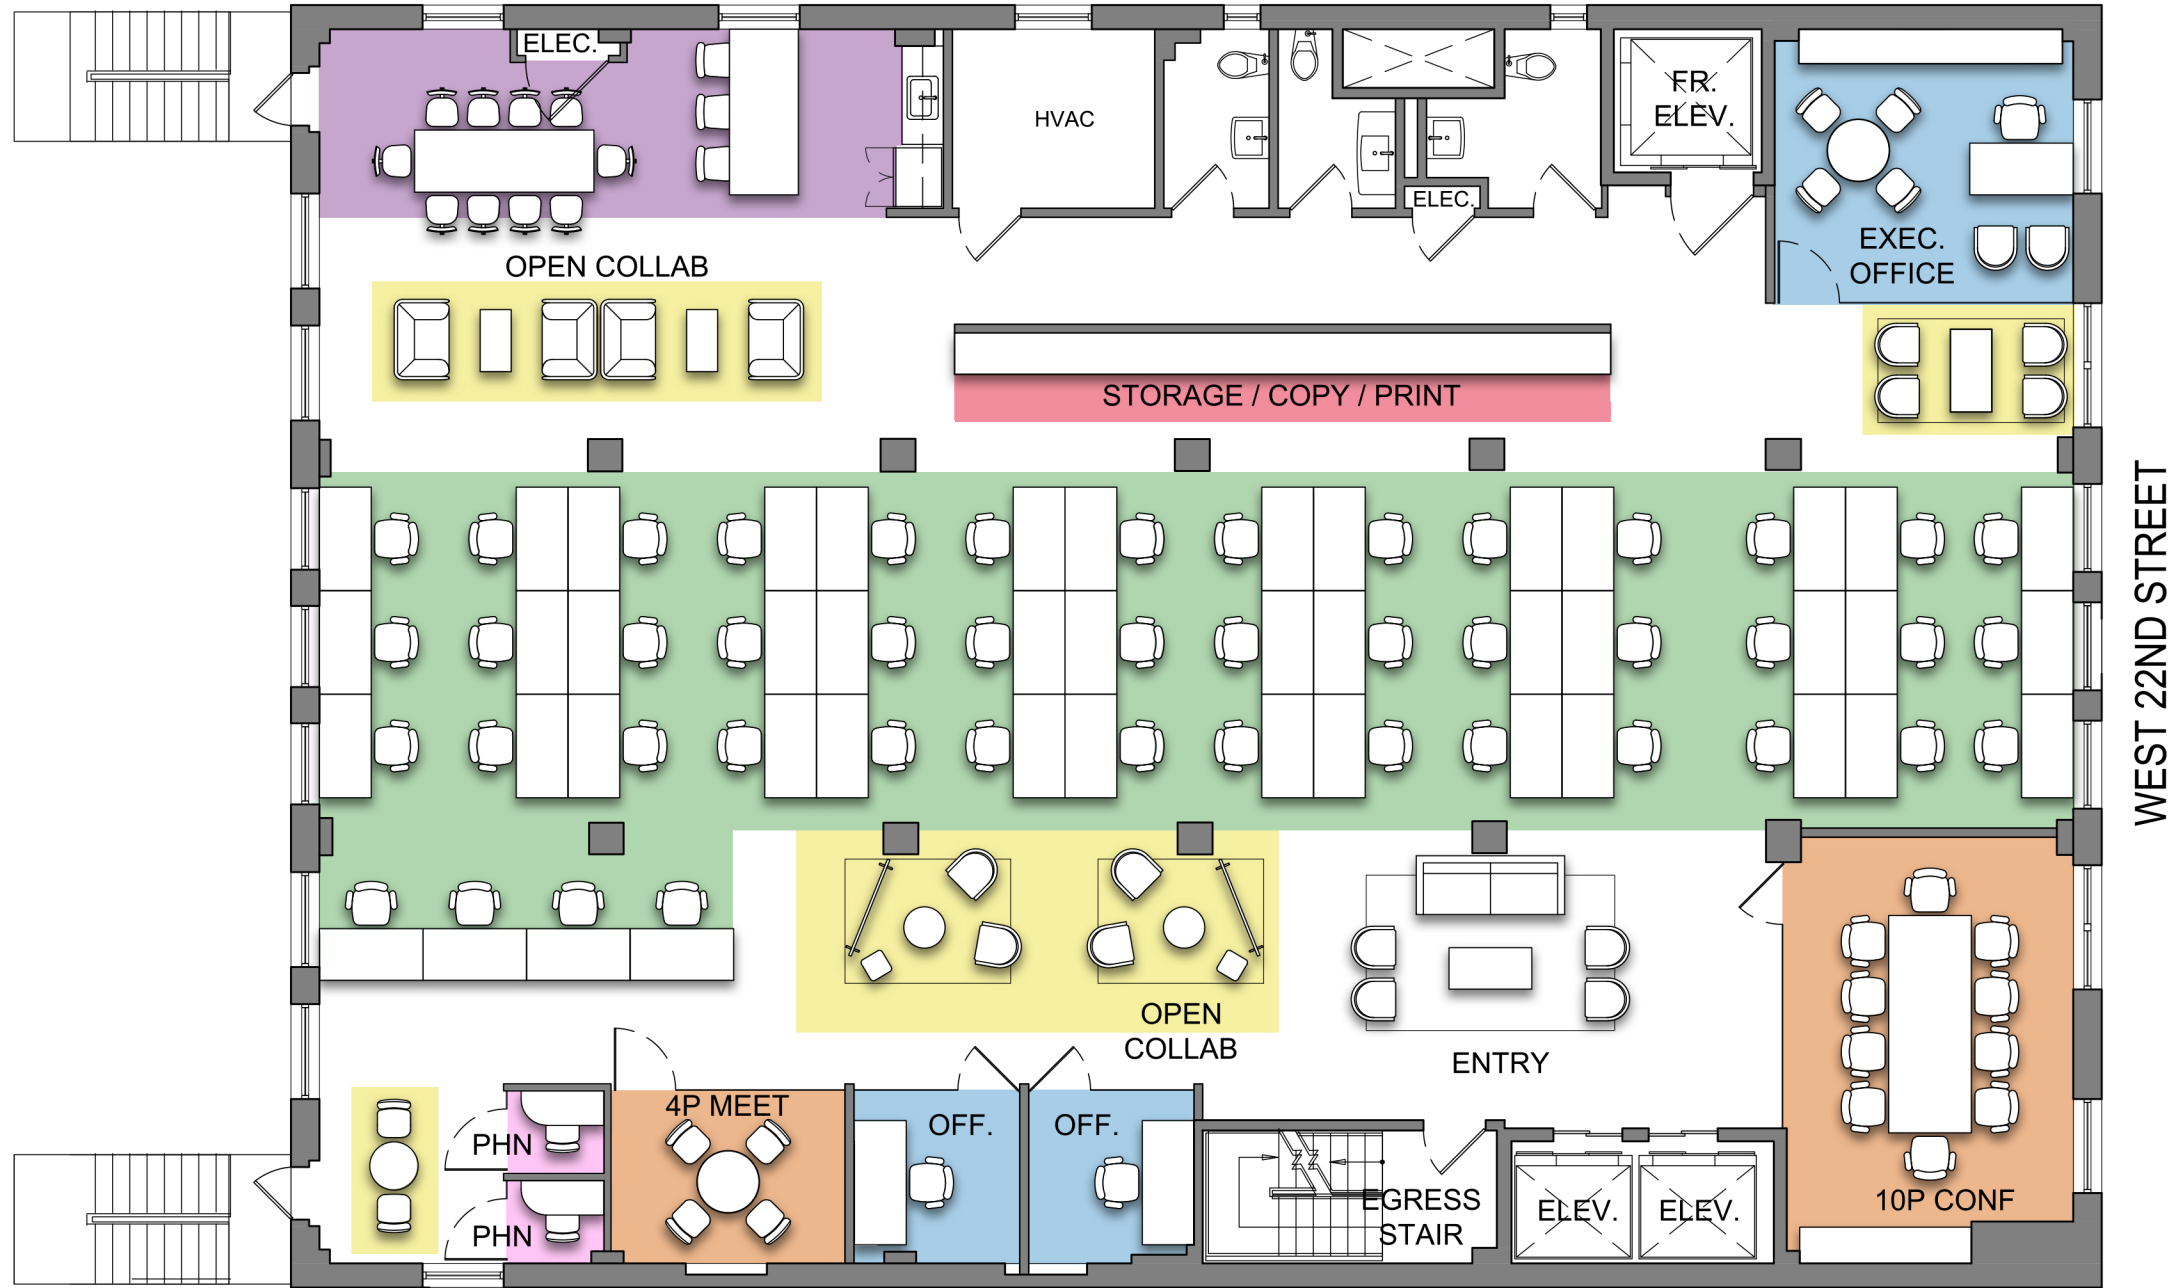 ELEC.
HVAC
FR.
ELEV.
ELEC.
EXEC.
OFFICE
OPEN COLLAB
STORAGE / COPY / PRINT
WEST 22ND STREET
OPEN
COLLAB
ENTRY
4P MEET
PHN
PHN
OFF.
OFF.
EGRESS
STAIR
ELEV.
ELEV.
10P CONF